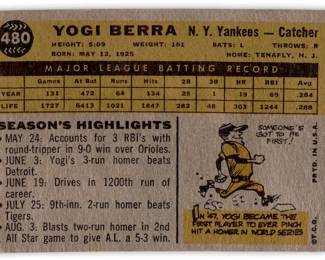 480
YOGI BERRA N. Y. Yankees — Catcher
HEIGHT: 5:09 WEIGHT: 191 BATS: L THROWS: R
BORN: MAY 12, 1925 HOME: TENAFLY, N. J.
MAJOR LEAGUE BATTING RECORD
Games At Bat Runs Hits 2B 3B H.R. R.B.I. Avg.
YEAR 131 472 64 134 25 1 19 69 .284
LIFE 1727 6413 1021 1847 282 48 303 1244 .288
SEASON'S HIGHLIGHTS
• MAY 24: Accounts for 3 RBI's with
round-tripper in 9-0 win over Orioles.
• JUNE 3: Yogi's 3-run homer beats
Detroit.
• JUNE 19: Drives in 1200th run of
career.
• JULY 25: 9th-inn. 2-run homer beats
Tigers.
• AUG. 3: Blasts two-run homer in 2nd
All Star game to give A.L. a 5-3 win.
SOMEONE'S
GOT TO BE
FIRST!
IN '47, YOGI BECAME THE
FIRST PLAYER TO EVER PINCH
HIT A HOMER IN WORLD SERIES
©T.C.G. PRTD. IN U.S.A.